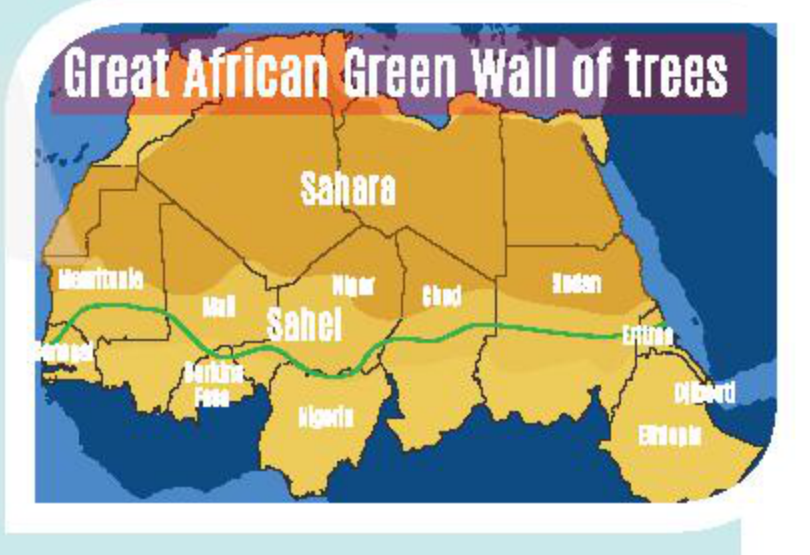 Great African Green Wall of trees
Sahara
Mauritania
Niger
Sudan
Mali
Chad
Sahel
Eritrea
Senegal
Burkina
Faso
Djibouti
Nigeria
Ethiopia